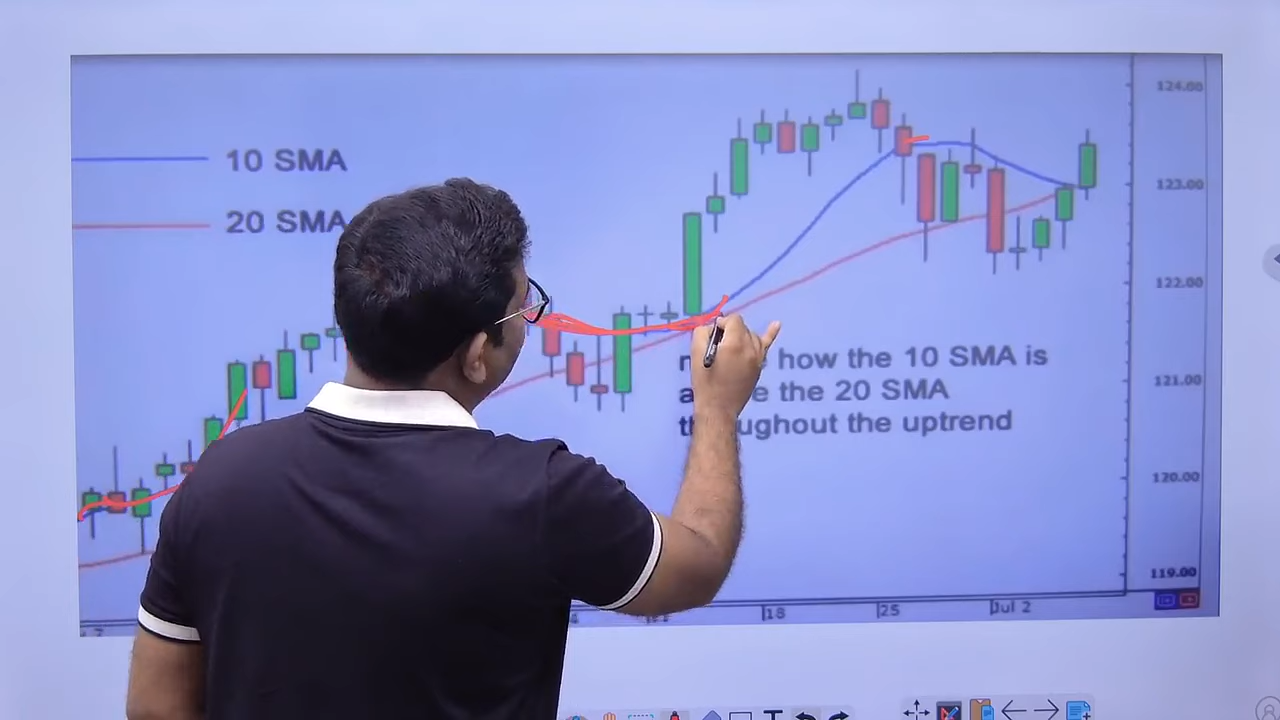 10 SMA
20 SMA
124.00
123.00
122.00
how the 10 SMA is
the 20 SMA
the uptrend
121.00
120.00
119.00
18
25
Jul 2